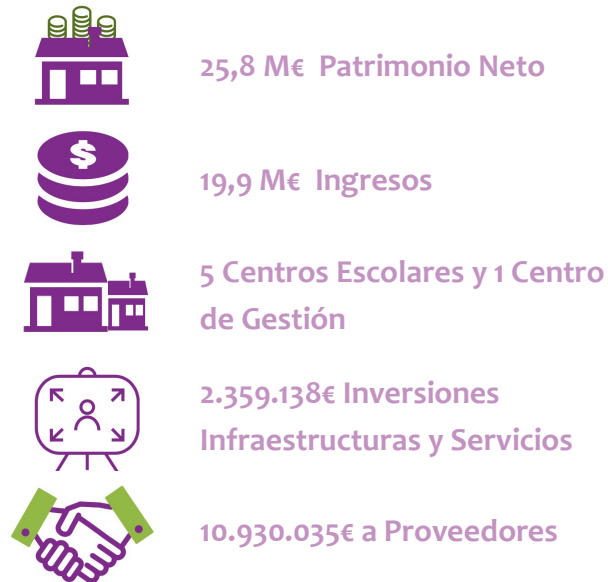 $
25,8 M€ Patrimonio Neto
19,9 M€ Ingresos
5 Centros Escolares y 1 Centro
de Gestión
2.359.138€ Inversiones
Infraestructuras y Servicios
10.930.035€ a Proveedores